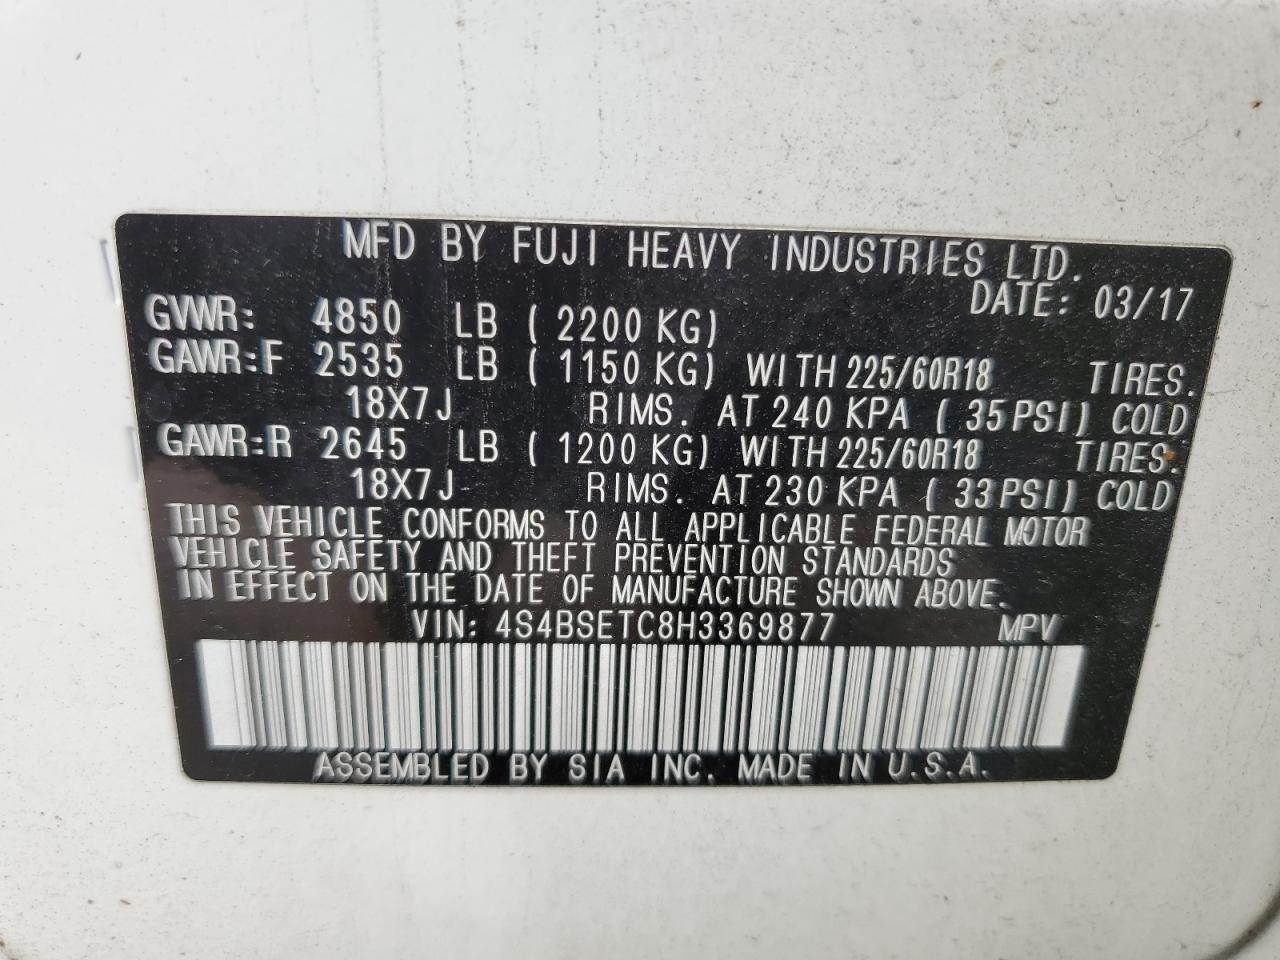 MFD BY FUJI HEAVY INDUSTRIES LTD.
DATE: 03/17
GVWR: 4850 LB ( 2200 KG)
GAWR:F 2535 LB ( 1150 KG) WITH 225/60R18 TIRES.
18X7J RIMS. AT 240 KPA ( 35 PSI) COLD
GAWR:R 2645 LB ( 1200 KG) WITH 225/60R18 TIRES.
18X7J RIMS. AT 230 KPA ( 33 PSI) COLD
THIS VEHICLE CONFORMS TO ALL APPLICABLE FEDERAL MOTOR
VEHICLE SAFETY AND THEFT PREVENTION STANDARDS
IN EFFECT ON THE DATE OF MANUFACTURE SHOWN ABOVE.
VIN: 4S4BSETC8H3369877 MPV
ASSEMBLED BY SIA INC. MADE IN U.S.A.